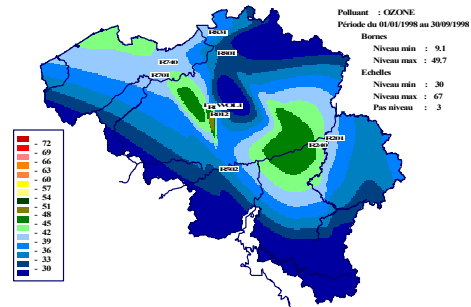 Polluant : OZONE
Période du 01/01/1998 au 30/09/1998
Bornes
Niveau min : 9.1
Niveau max : 49.7
Echelles
Niveau min : 30
Niveau max : 67
Pas niveau : 3
R831
R801
R740
R701
WOL1
R012
R201
R240
R502
- 72
- 69
- 66
- 63
- 60
- 57
- 54
- 51
- 48
- 45
- 42
- 39
- 36
- 33
- 30